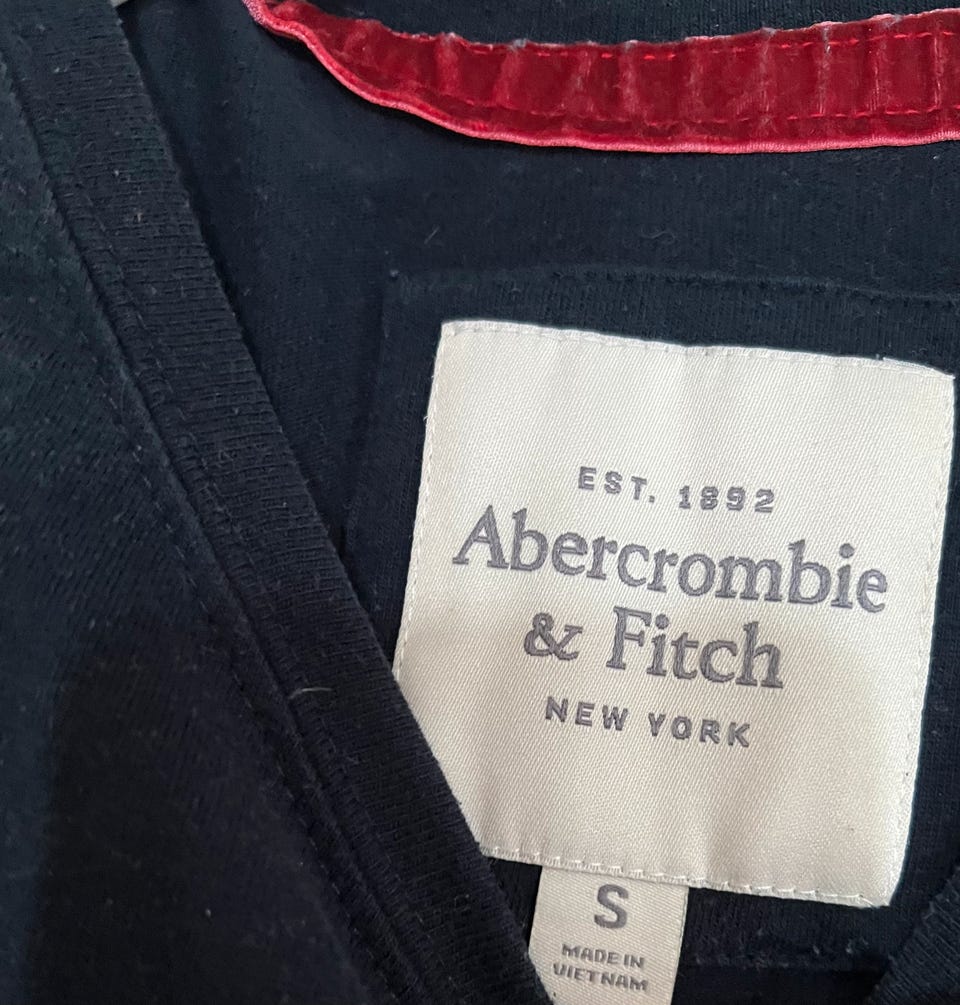 EST. 1892
Abercrombie
& Fitch
NEW YORK
S
MADE IN
VIETNAM